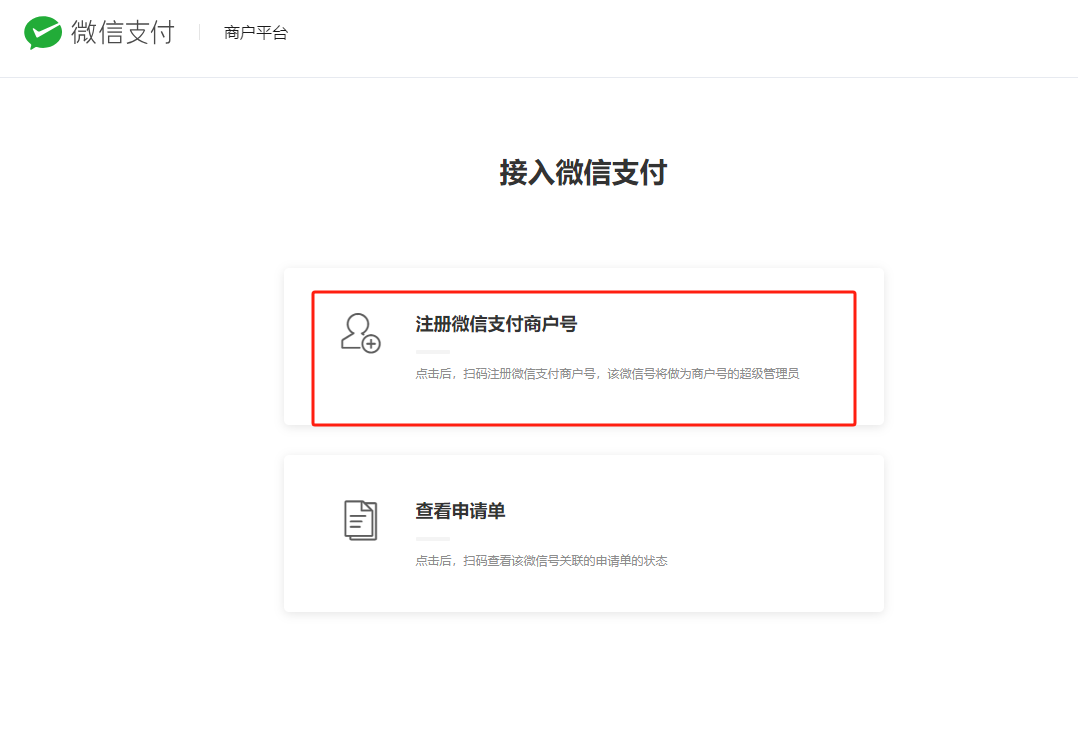 微信支付
商户平台
接入微信支付
注册微信支付商户号
点击后，扫码注册微信支付商户号，该微信号将做为商户号的超级管理员
查看申请单
点击后，扫码查看该微信号关联的申请单的状态